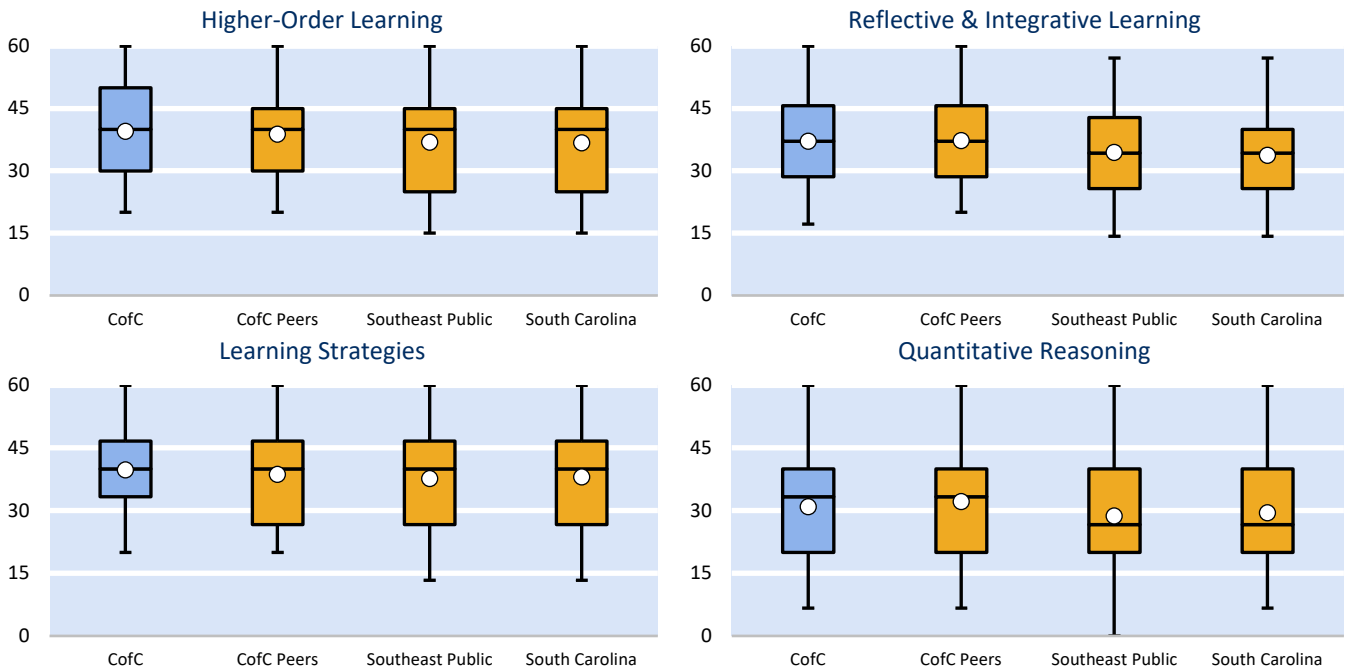 Higher-Order Learning
60
45
30
15
0
CofC CofC Peers Southeast Public South Carolina
Reflective & Integrative Learning
60
45
30
15
0
CofC CofC Peers Southeast Public South Carolina
Learning Strategies
60
45
30
15
0
CofC CofC Peers Southeast Public South Carolina
Quantitative Reasoning
60
45
30
15
0
CofC CofC Peers Southeast Public South Carolina